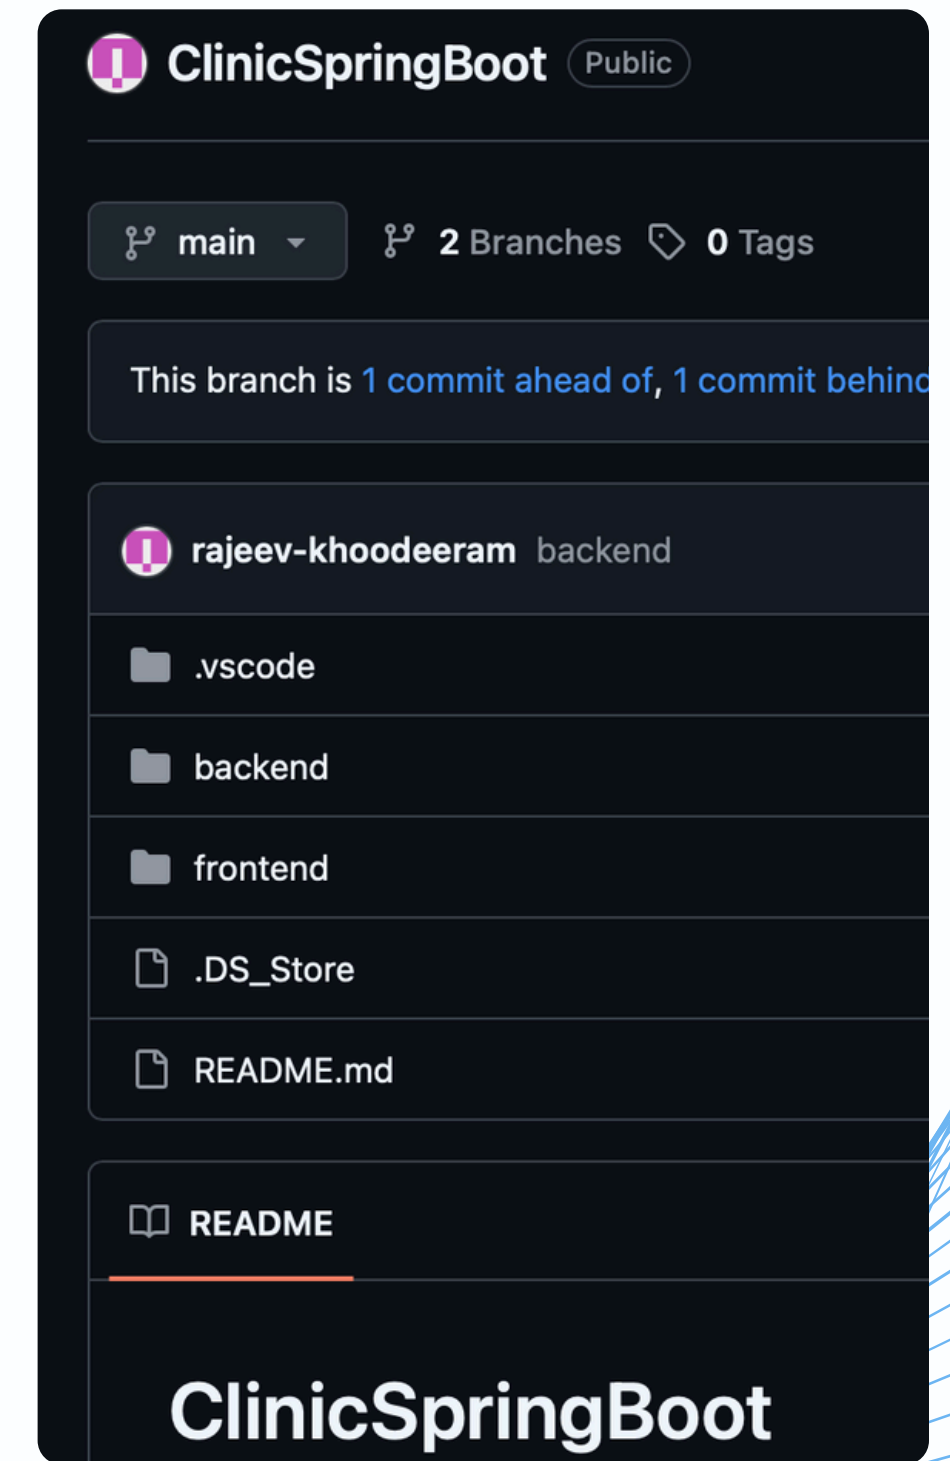 ClinicSpringBoot Public
main 2 Branches 0 Tags
This branch is 1 commit ahead of, 1 commit behind
rajeev-khoodeeram backend
.vscode
backend
frontend
.DS_Store
README.md
README
ClinicSpringBoot